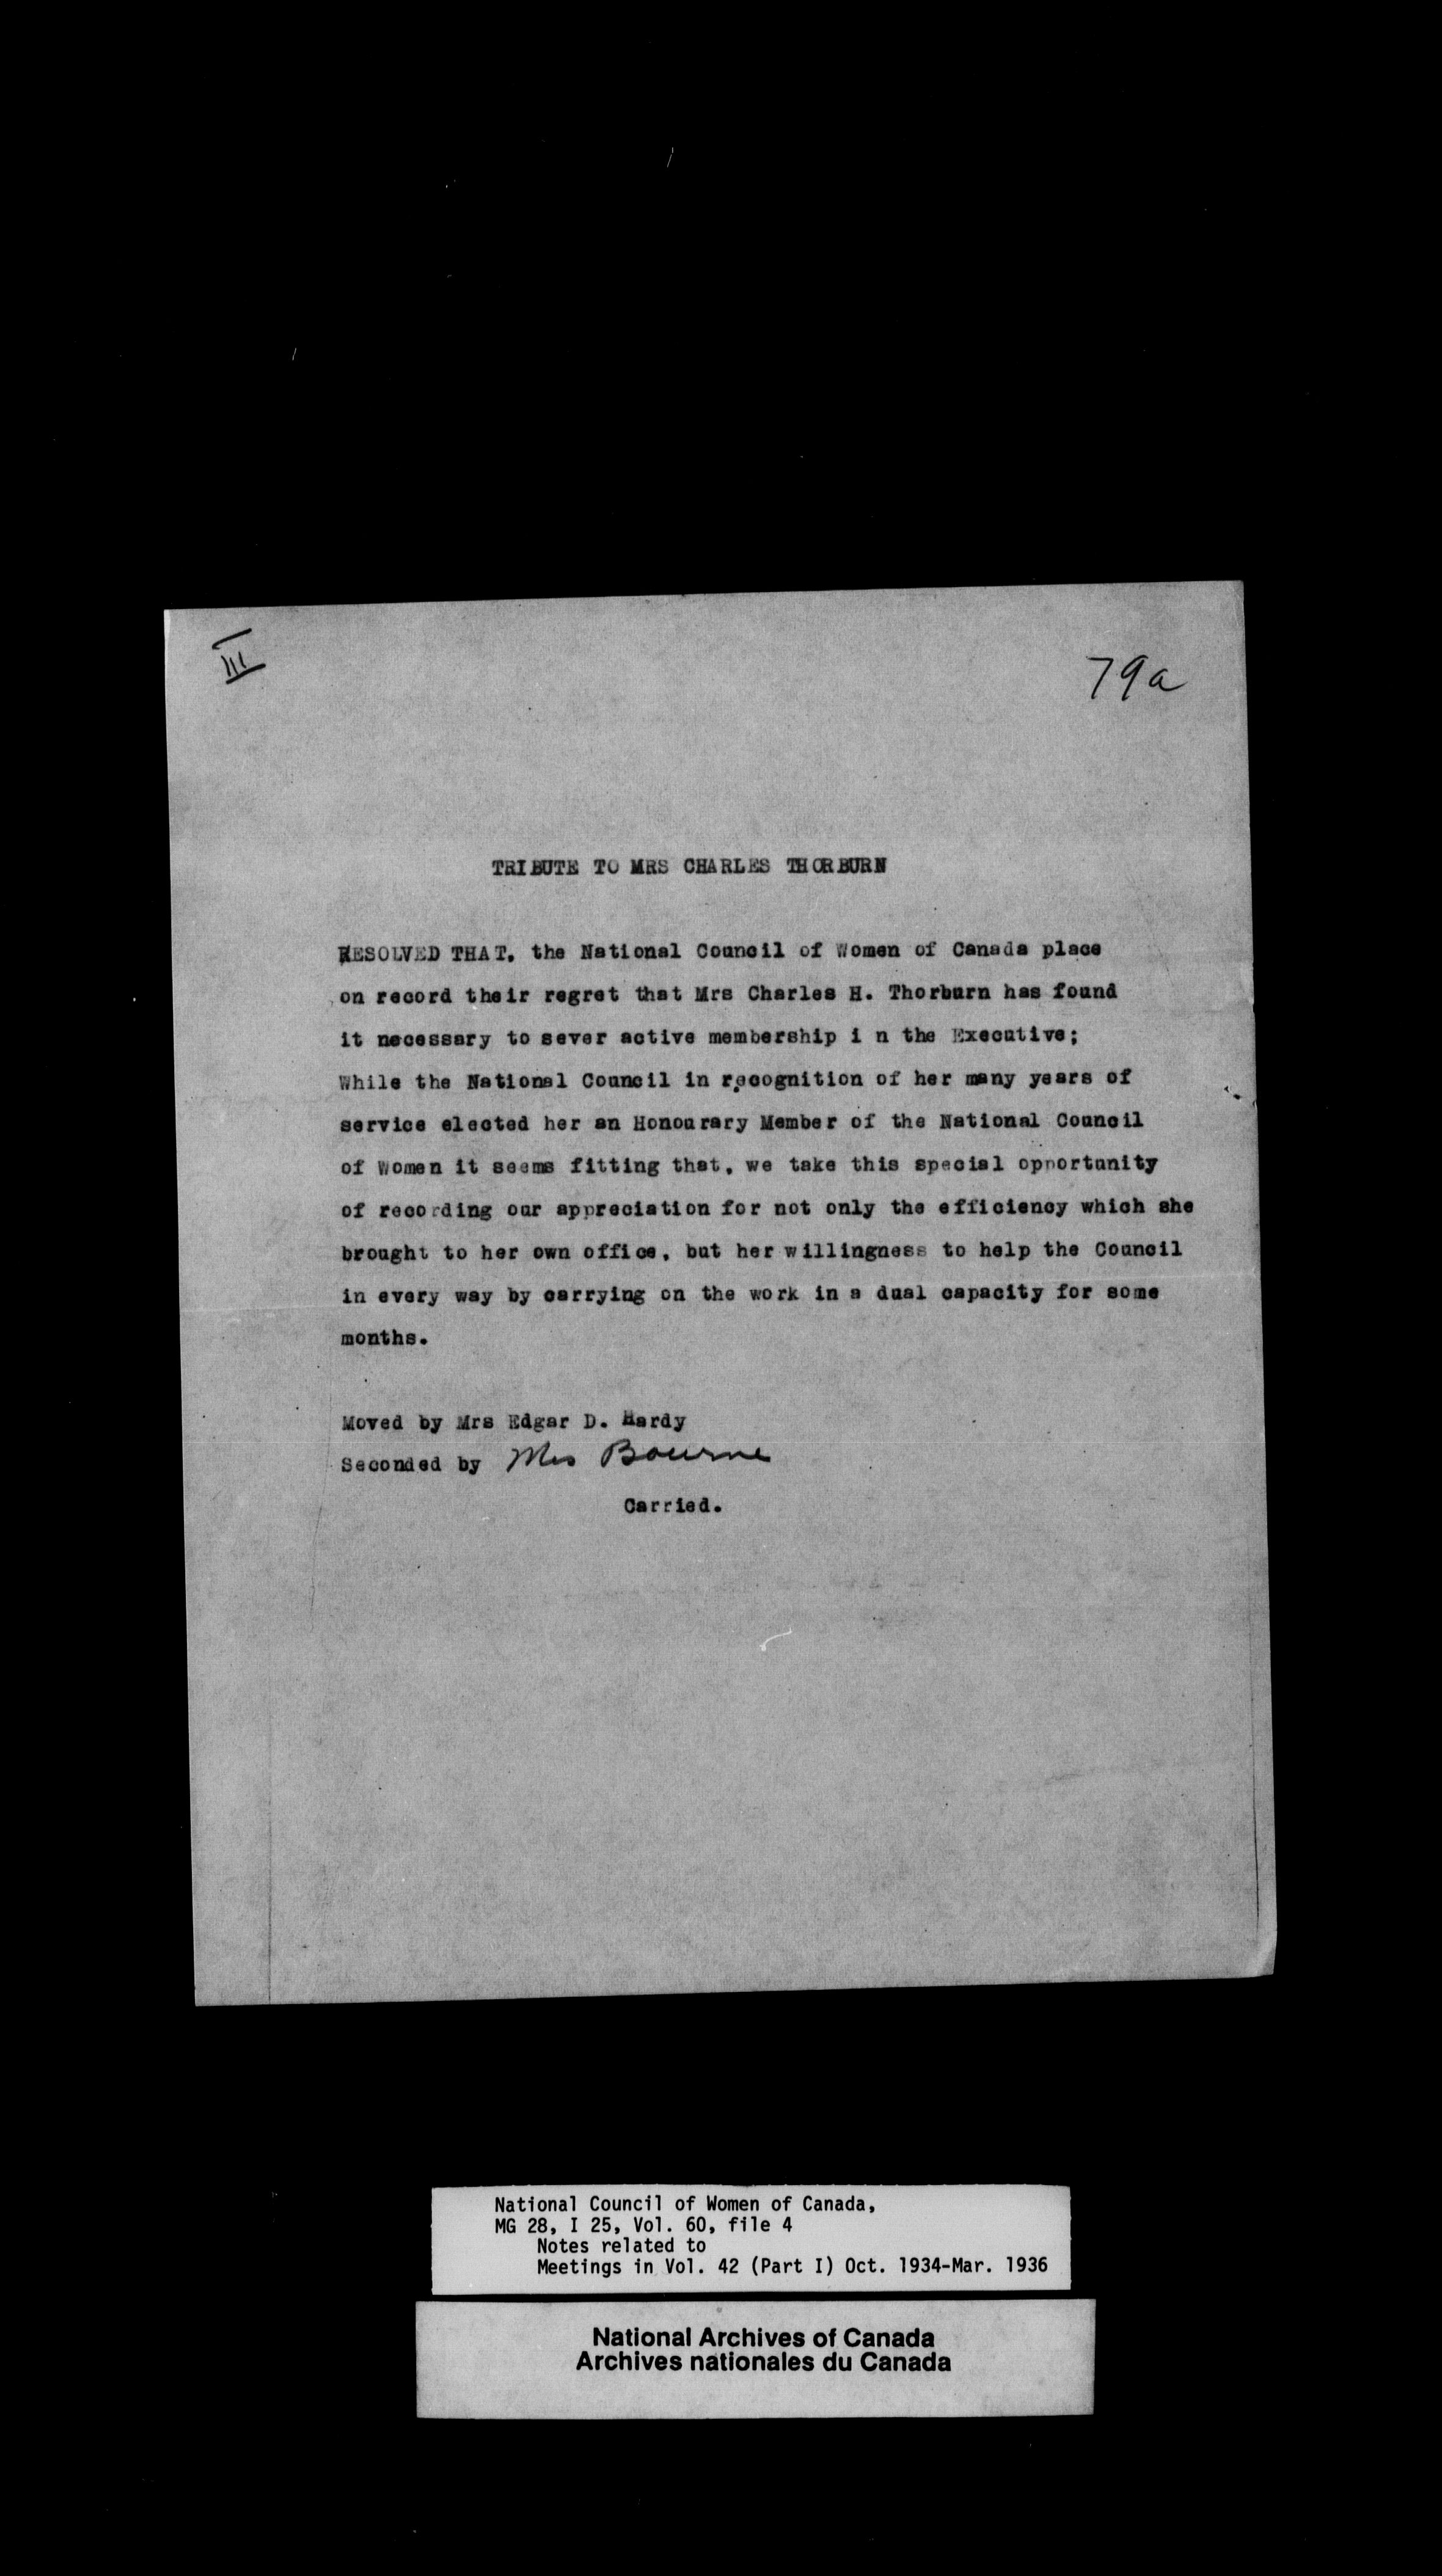 III
79a
TRIBUTE TO MRS CHARLES THORBURN
RESOLVED THAT, the National Council of Women of Canada place
on record their regret that Mrs Charles H. Thorburn has found
it necessary to sever active membership i n the Executive;
While the National Council in recognition of her many years of
service elected her an Honourary Member of the National Council
of Women it seems fitting that, we take this special opportunity
of recording our appreciation for not only the efficiency which she
brought to her own office, but her willingness to help the Council
in every way by carrying on the work in a dual capacity for some
months.
Moved by Mrs Edgar D. Hardy
Seconded by Mrs Bourne
Carried.
National Council of Women of Canada,
MG 28, I 25, Vol. 60, file 4
Notes related to
Meetings in Vol. 42 (Part I) Oct. 1934-Mar. 1936
National Archives of Canada
Archives nationales du Canada